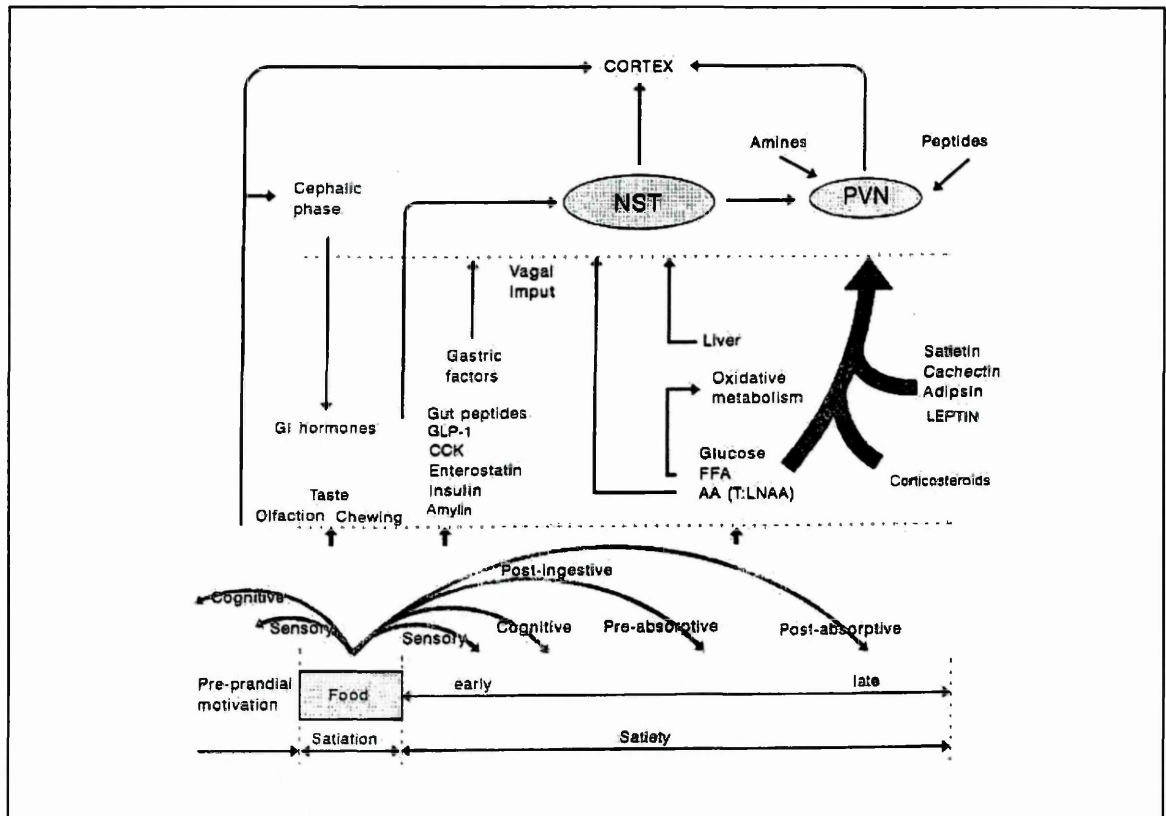 CORTEX
Amines
Peptides
Cephalic
phase
NST
PVN
Vagal
Imput
Liver
Gastric
factors
Oxidative
metabolism
Satietin
Cachectin
Adipsin
LEPTIN
GI hormones
Gut peptides
GLP-1
CCK
Enterostatin
Insulin
Amylin
Glucose
FFA
AA (T:LNAA)
Corticosteroids
Taste
Olfaction Chewing
Post-ingestive
Cognitive
Sensory
Sensory
Cognitive
Pre-absorptive
Post-absorptive
Pre-prandial
motivation
Food
early
late
Satiation
Satiety